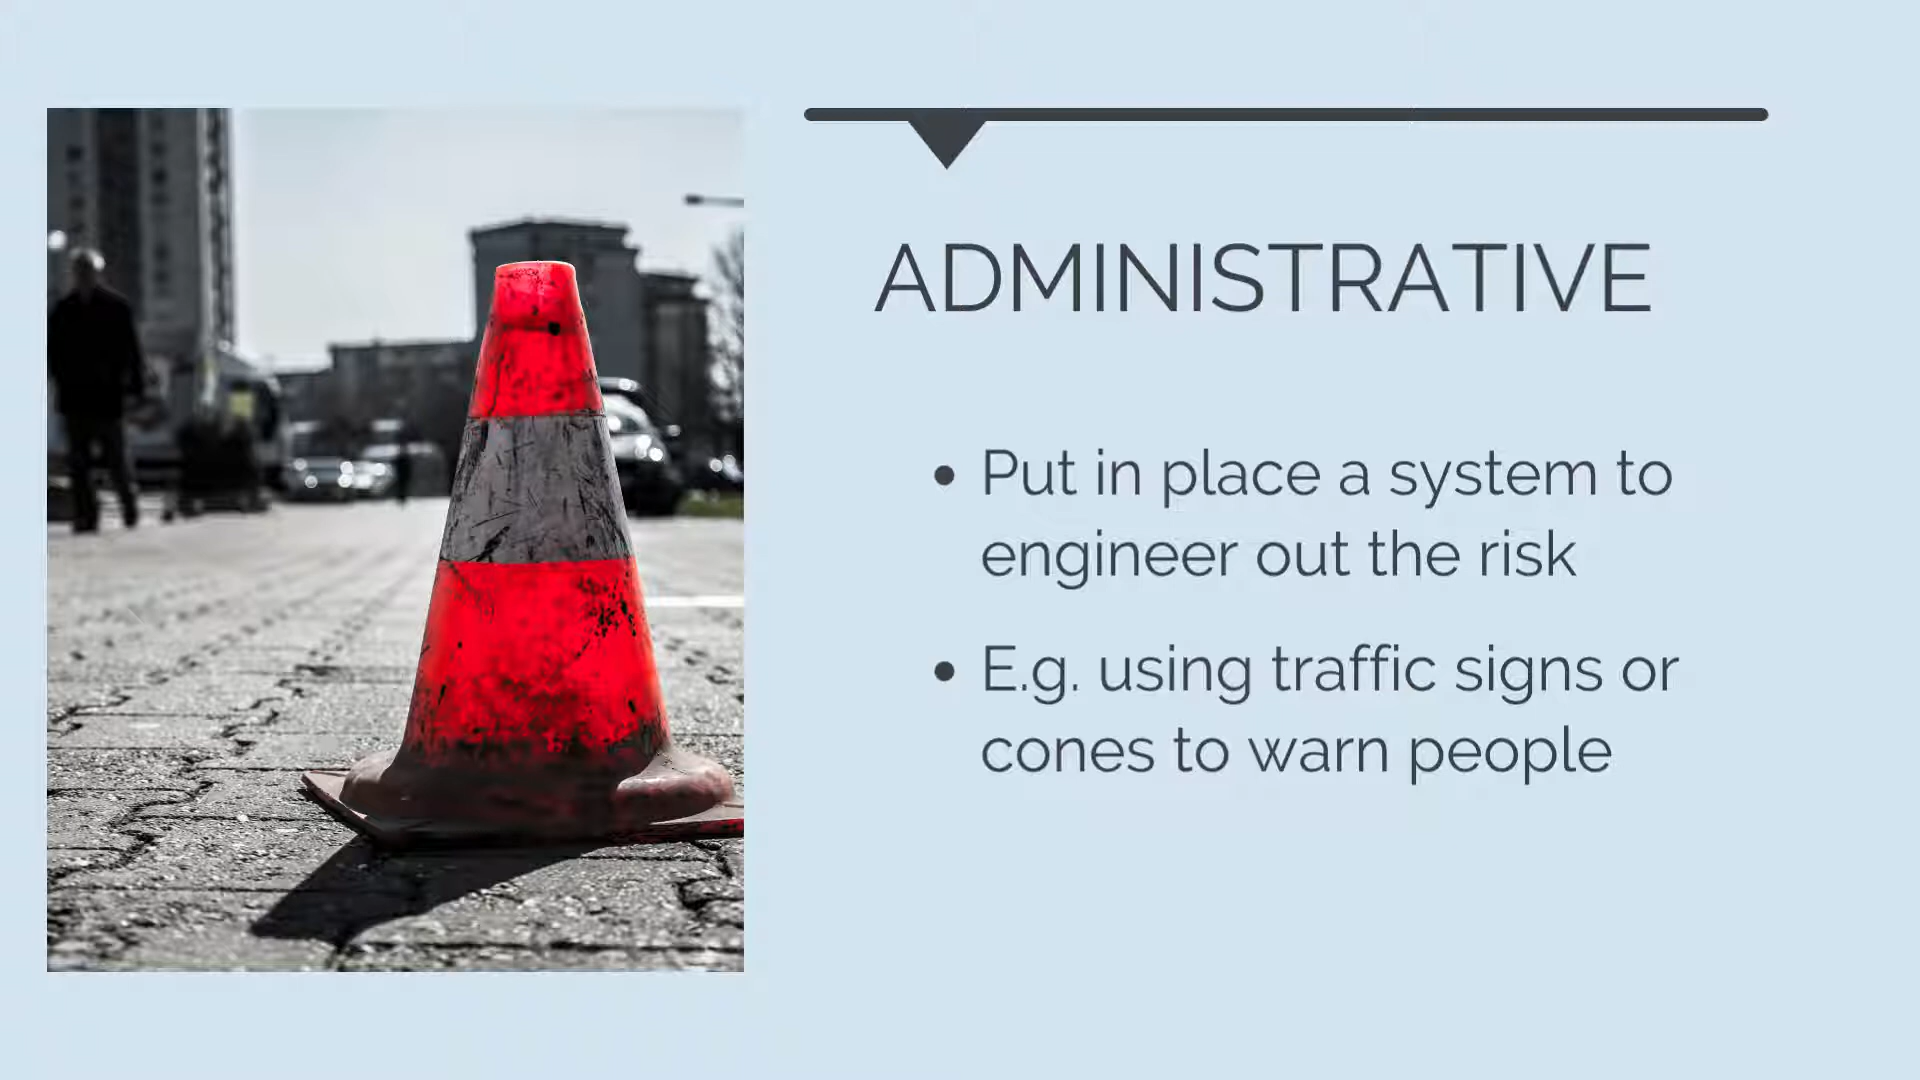 ADMINISTRATIVE
• Put in place a system to
engineer out the risk
• E.g. using traffic signs or
cones to warn people